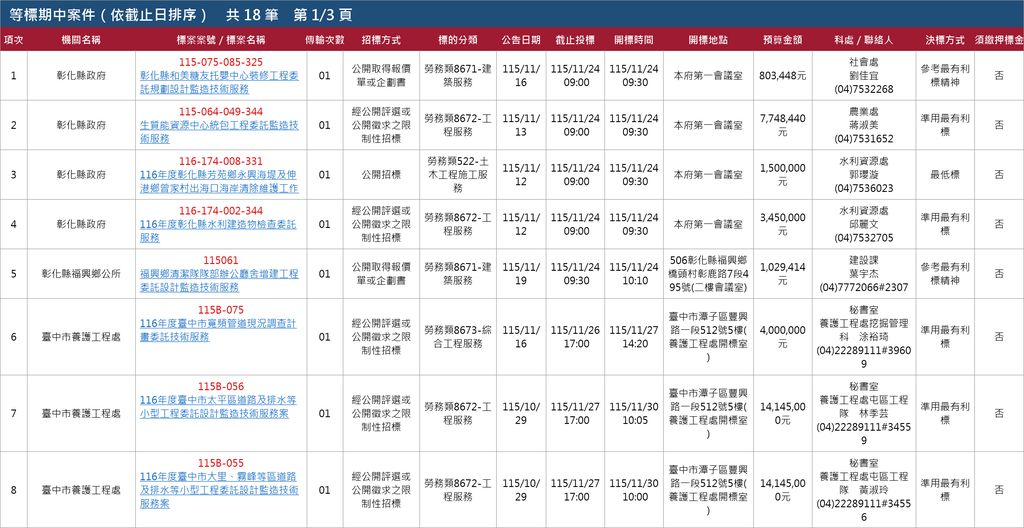 等標期中案件（依截止日排序）　共 18 筆　第 1/3 頁
項次 機關名稱 標案案號 / 標案名稱 傳輸次數 招標方式 標的分類 公告日期 截止投標 開標時間 開標地點 預算金額 科處 / 聯絡人 決標方式 須繳押標金
1 彰化縣政府
115-075-085-325
彰化縣和美糖友托嬰中心裝修工程委
託規劃設計監造技術服務
01
公開取得報價
單或企劃書
勞務類8671-建
築服務
115/11/
16
115/11/24
09:00
115/11/24
09:30
本府第一會議室
803,448元
社會處
劉佳宜
(04)7532268
參考最有利
標精神
否
2 彰化縣政府
115-064-049-344
生質能資源中心統包工程委託監造技
術服務
01
經公開評選或
公開徵求之限
制性招標
勞務類8672-工
程服務
115/11/
13
115/11/24
09:00
115/11/24
09:30
本府第一會議室
7,748,440
元
農業處
蔣淑美
(04)7531652
準用最有利
標
否
3 彰化縣政府
116-174-008-331
116年度彰化縣芳苑鄉永興海堤及伸
港鄉曾家村出海口海岸清除維護工作
01
公開招標
勞務類522-土
木工程施工服
務
115/11/
12
115/11/24
09:00
115/11/24
09:30
本府第一會議室
1,500,000
元
水利資源處
郭瓔漩
(04)7536023
最低標
否
4 彰化縣政府
116-174-002-344
116年度彰化縣水利建造物檢查委託
服務
01
經公開評選或
公開徵求之限
制性招標
勞務類8672-工
程服務
115/11/
12
115/11/24
09:00
115/11/24
09:30
本府第一會議室
3,450,000
元
水利資源處
邱麗文
(04)7532705
準用最有利
標
否
5 彰化縣福興鄉公所
115061
福興鄉清潔隊隊部辦公廳舍增建工程
委託設計監造技術服務
01
公開取得報價
單或企劃書
勞務類8671-建
築服務
115/11/
19
115/11/24
09:30
115/11/24
10:10
506彰化縣福興鄉
橋頭村彰鹿路7段4
95號(二樓會議室)
1,029,414
元
建設課
葉宇杰
(04)7772066#2307
參考最有利
標精神
否
6 臺中市養護工程處
115B-075
116年度臺中市寬頻管道現況調查計
畫委託技術服務
01
經公開評選或
公開徵求之限
制性招標
勞務類8673-綜
合工程服務
115/11/
16
115/11/26
17:00
115/11/27
14:20
臺中市潭子區豐興
路一段512號5樓(
養護工程處開標室
)
4,000,000
元
秘書室
養護工程處挖掘管理
科　涂裕琦
(04)22289111#3960
9
準用最有利
標
否
7 臺中市養護工程處
115B-056
116年度臺中市太平區道路及排水等
小型工程委託設計監造技術服務案
01
經公開評選或
公開徵求之限
制性招標
勞務類8672-工
程服務
115/10/
29
115/11/27
17:00
115/11/30
10:05
臺中市潭子區豐興
路一段512號5樓(
養護工程處開標室
)
14,145,00
0元
秘書室
養護工程處屯區工程
隊　林季芸
(04)22289111#3455
9
準用最有利
標
否
8 臺中市養護工程處
115B-055
116年度臺中市大里、霧峰等區道路
及排水等小型工程委託設計監造技術
服務案
01
經公開評選或
公開徵求之限
制性招標
勞務類8672-工
程服務
115/10/
29
115/11/27
17:00
115/11/30
10:00
臺中市潭子區豐興
路一段512號5樓(
養護工程處開標室
)
14,145,00
0元
秘書室
養護工程處屯區工程
隊　黃淑玲
(04)22289111#3455
6
準用最有利
標
否